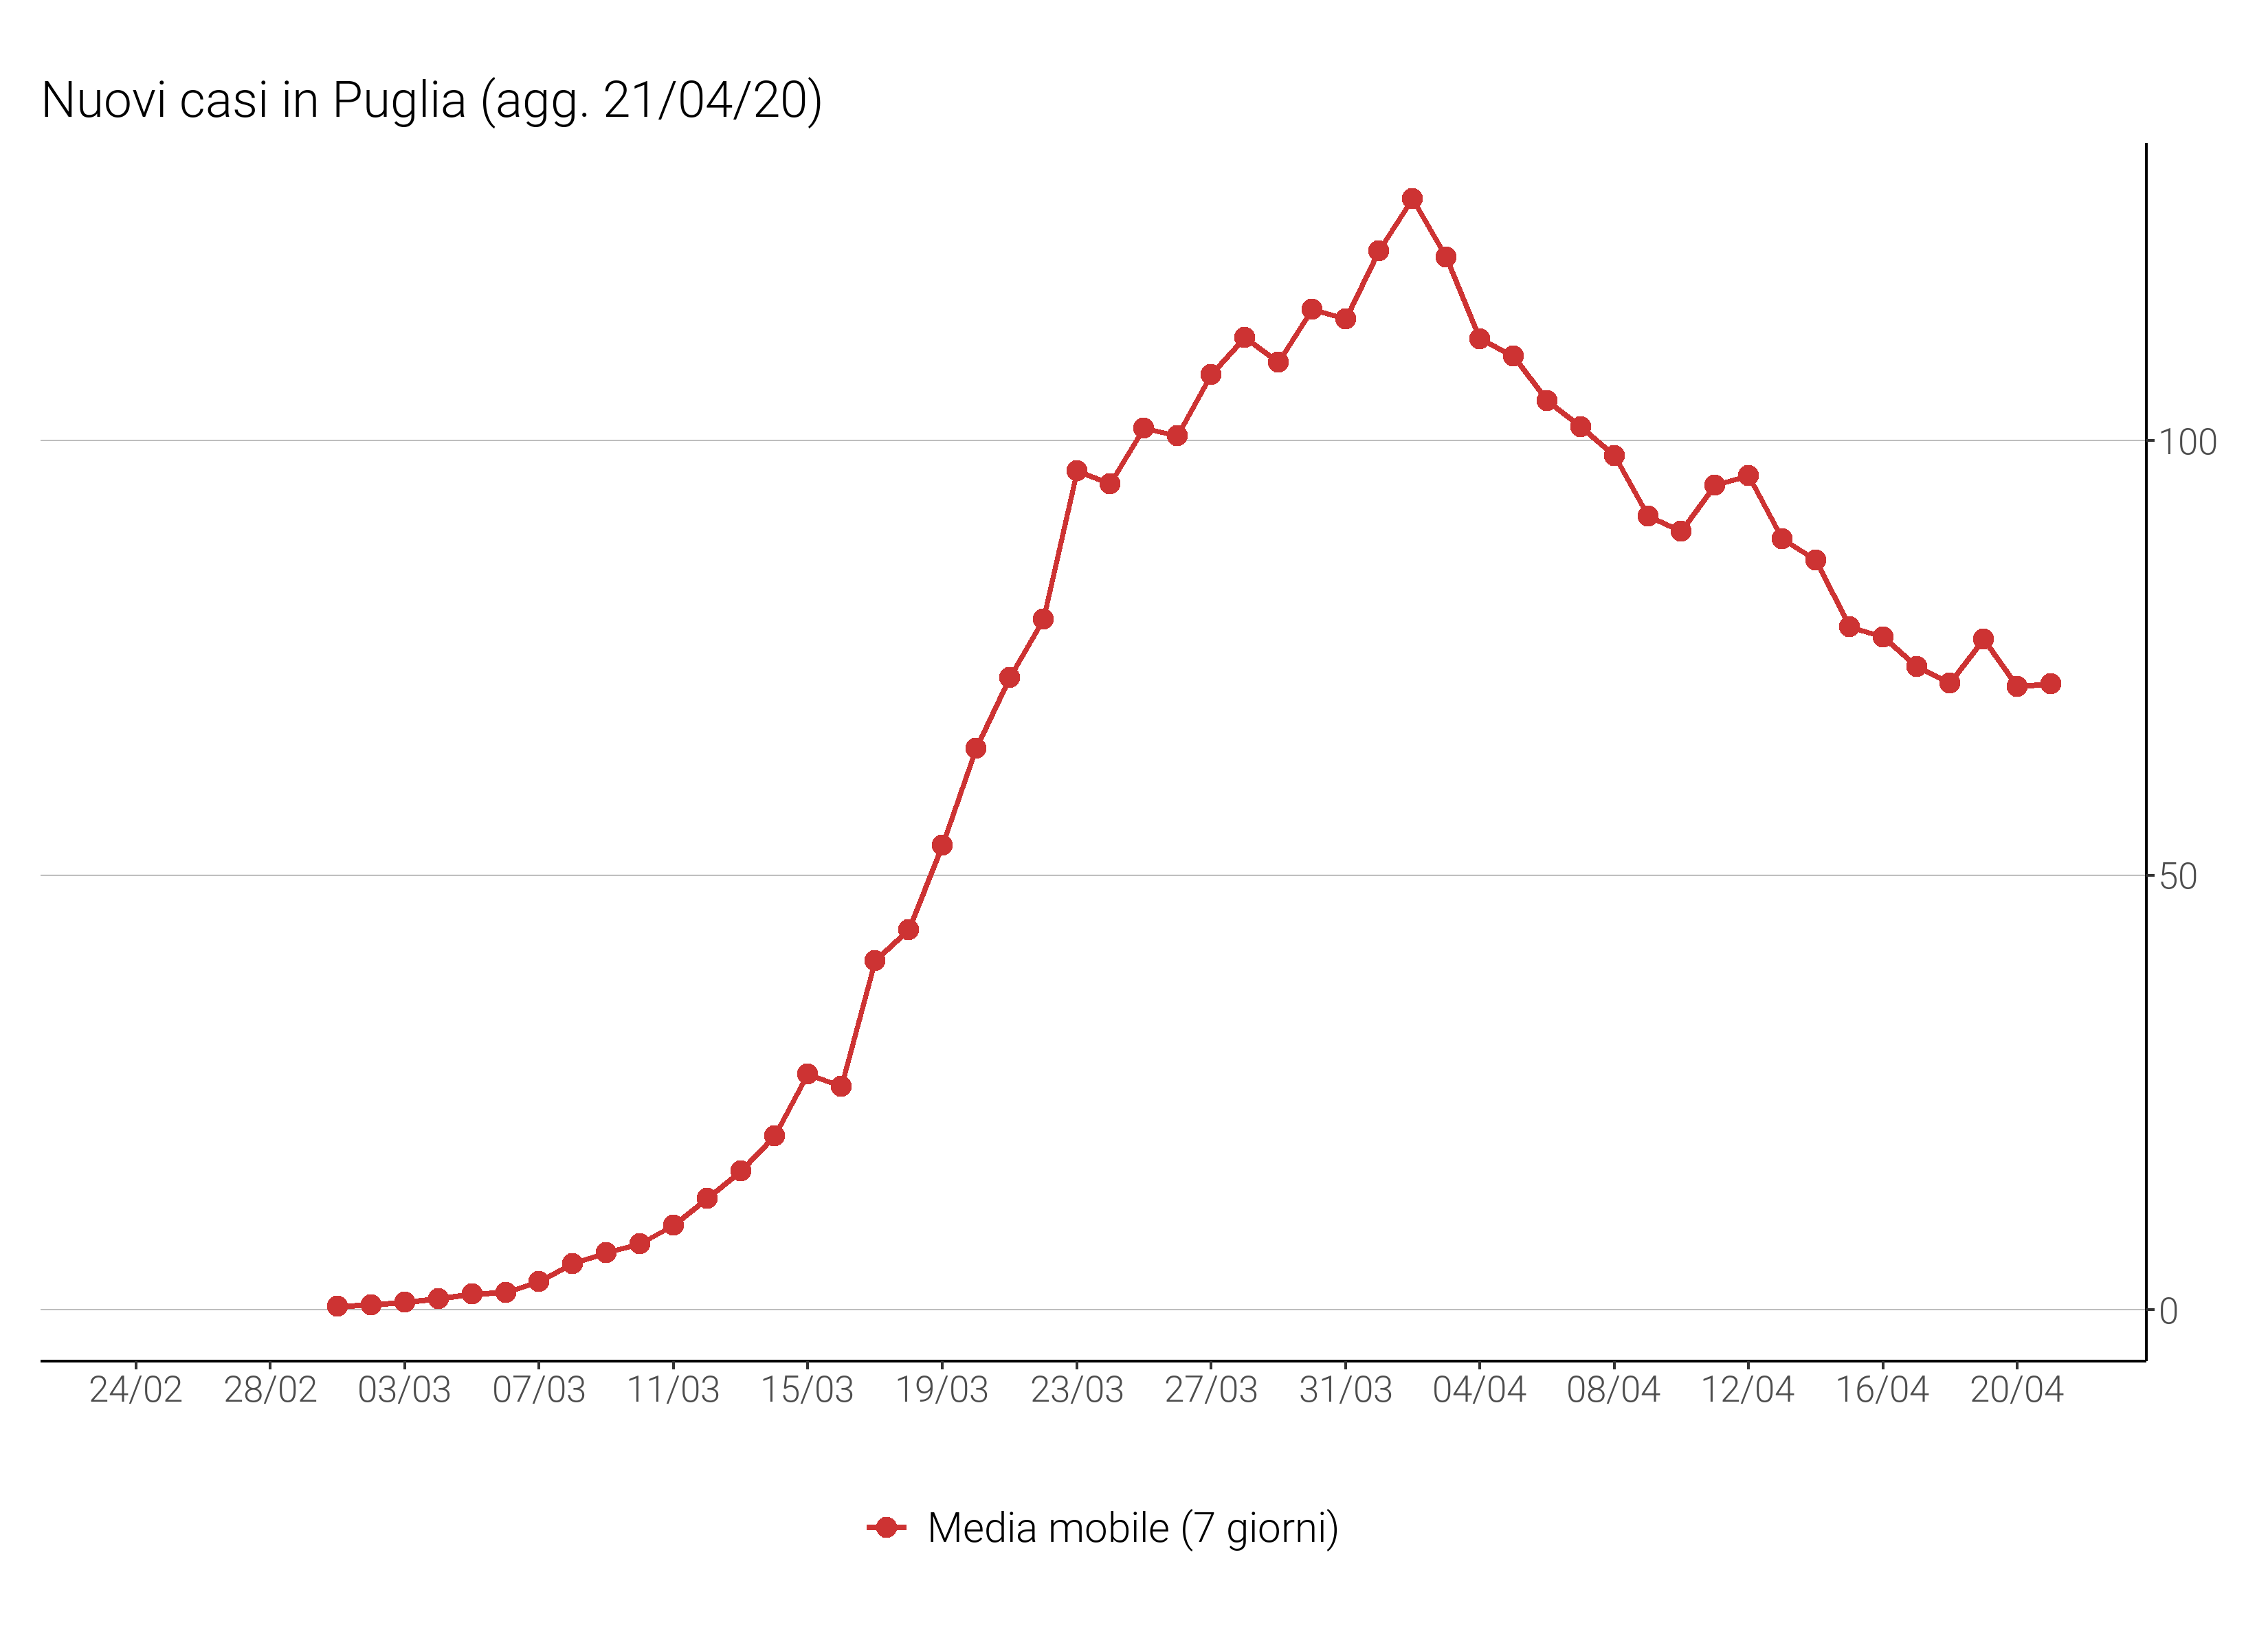 Nuovi casi in Puglia (agg. 21/04/20)
100
50
0
24/02 28/02 03/03 07/03 11/03 15/03 19/03 23/03 27/03 31/03 04/04 08/04 12/04 16/04 20/04
Media mobile (7 giorni)